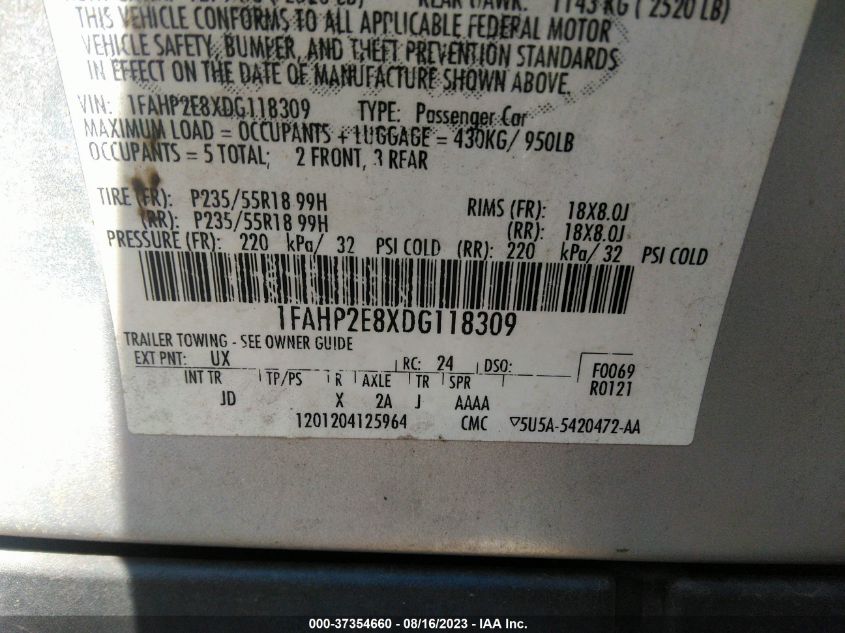 ( 2520 LB)
THIS VEHICLE CONFORMS TO ALL APPLICABLE FEDERAL MOTOR
VEHICLE SAFETY, BUMPER, AND THEFT PREVENTION STANDARDS
IN EFFECT ON THE DATE OF MANUFACTURE SHOWN ABOVE.
VIN: 1FAHP2E8XDG118309 TYPE: Passenger Car
MAXIMUM LOAD = OCCUPANTS + LUGGAGE = 430KG/ 950LB
OCCUPANTS = 5 TOTAL; 2 FRONT, 3 REAR
TIRE (FR): P235/55R18 99H RIMS (FR): 18X8.0J
(RR): P235/55R18 99H (RR): 18X8.0J
PRESSURE (FR): 220 kPa/ 32 PSI COLD (RR): 220 kPa/ 32 PSI COLD
1FAHP2E8XDG118309
TRAILER TOWING - SEE OWNER GUIDE
EXT PNT: UX RC: 24 DSO: F0069
INT TR TP/PS R AXLE TR SPR R0121
JD X 2A J AAAA
1201204125964 CMC ▽5U5A-5420472-AA
000-37354660 - 08/16/2023 - IAA Inc.